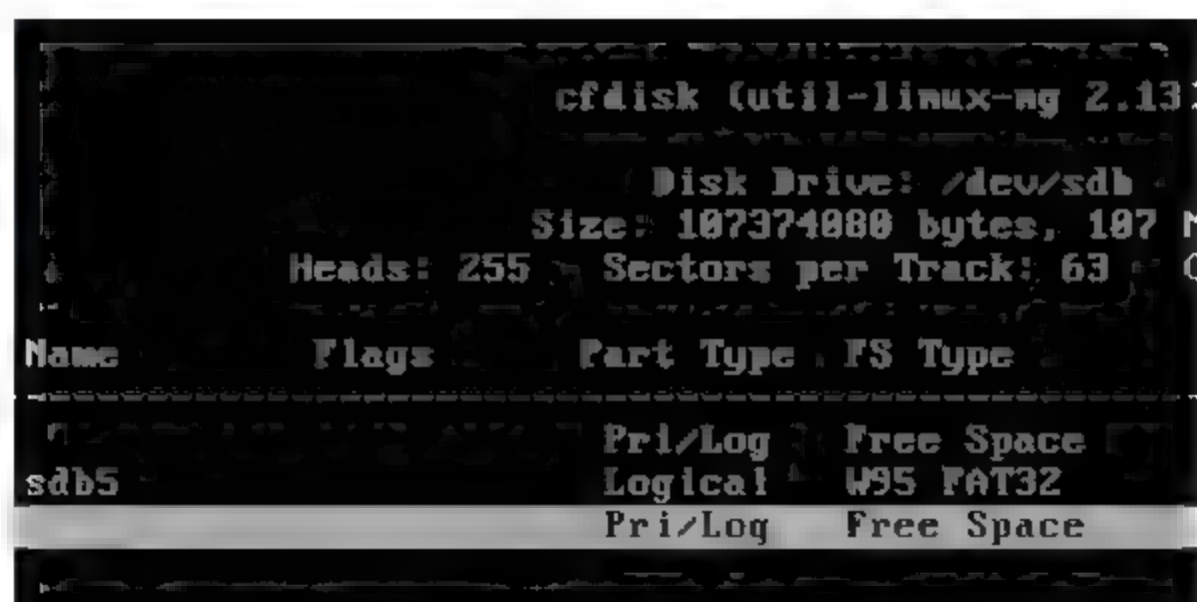 cfdisk (util-linux-ng 2.13
Disk Drive: /dev/sdb
Size: 107374080 bytes, 107 M
Heads: 255 Sectors per Track: 63
Name Flags Part Type FS Type
Pri/Log Free Space
sdb5 Logical W95 FAT32
Pri/Log Free Space